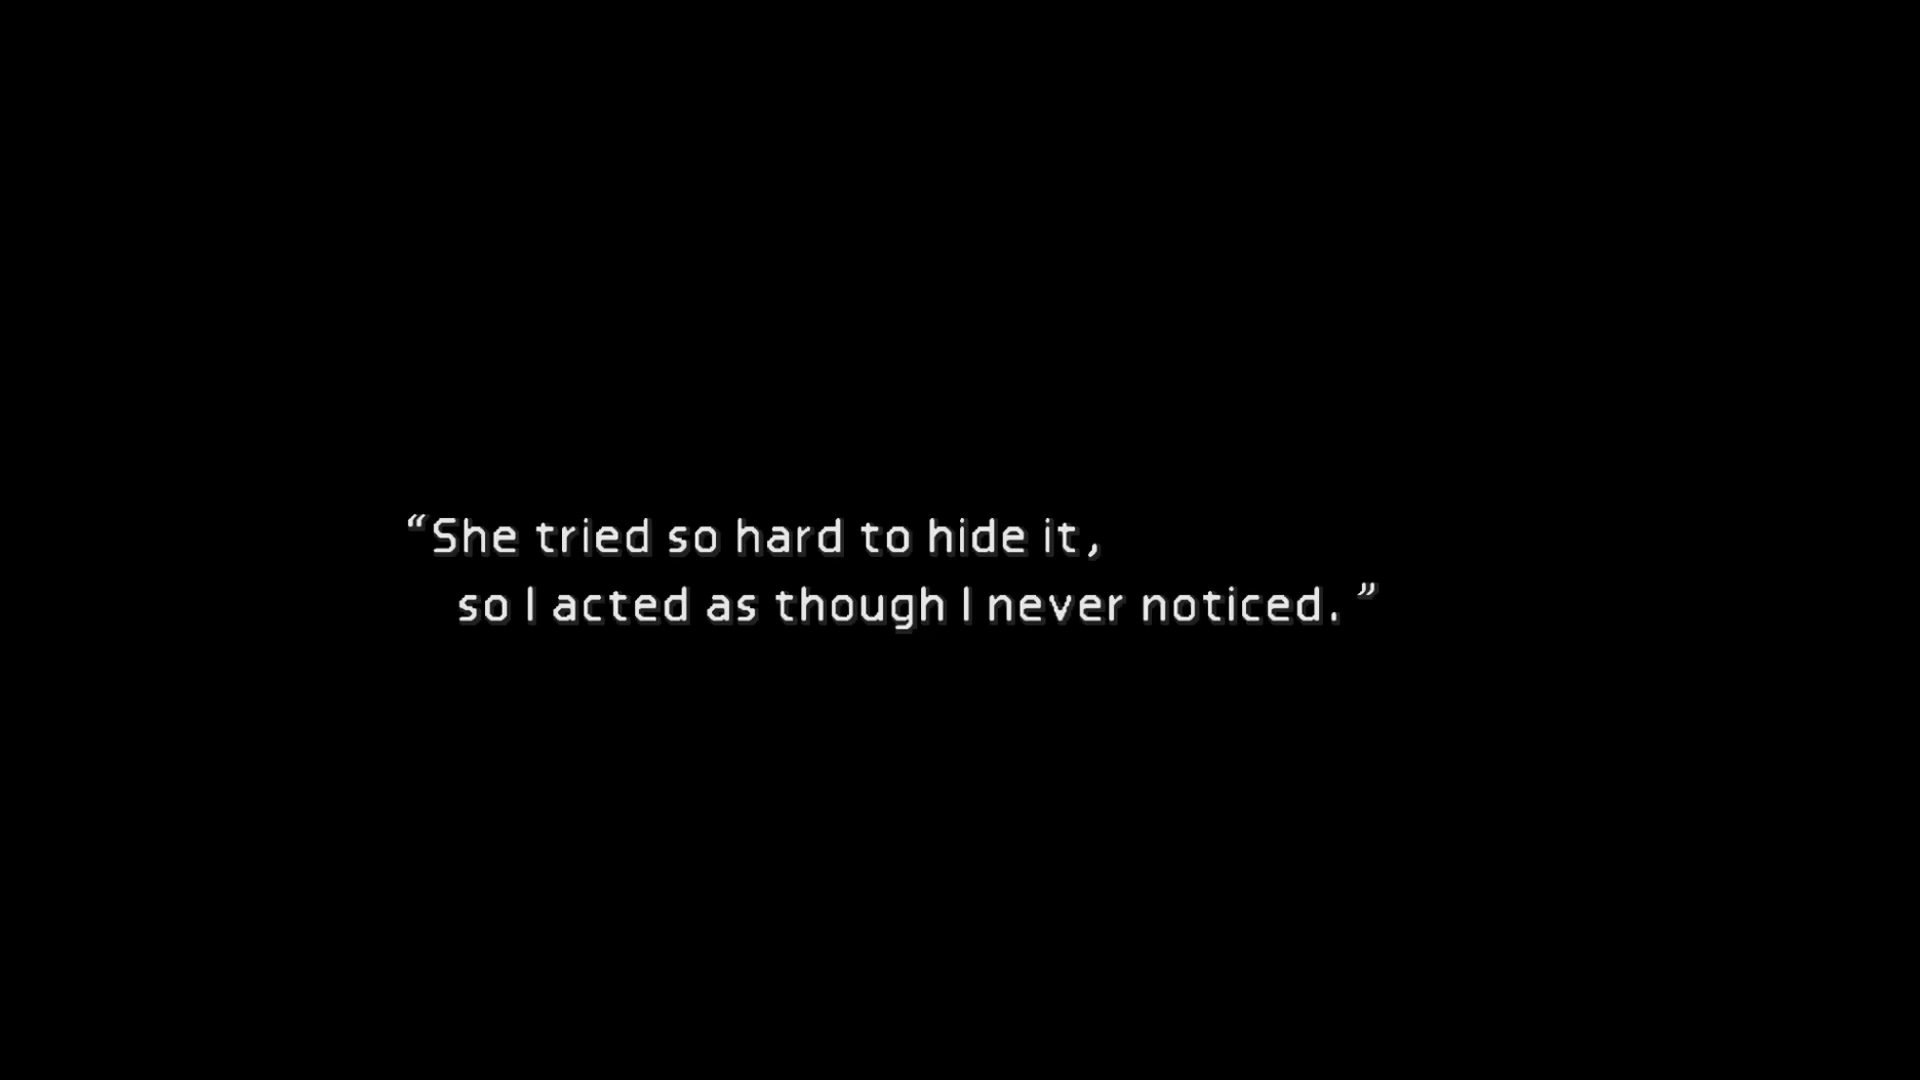 “She tried so hard to hide it,
so I acted as though I never noticed. ”